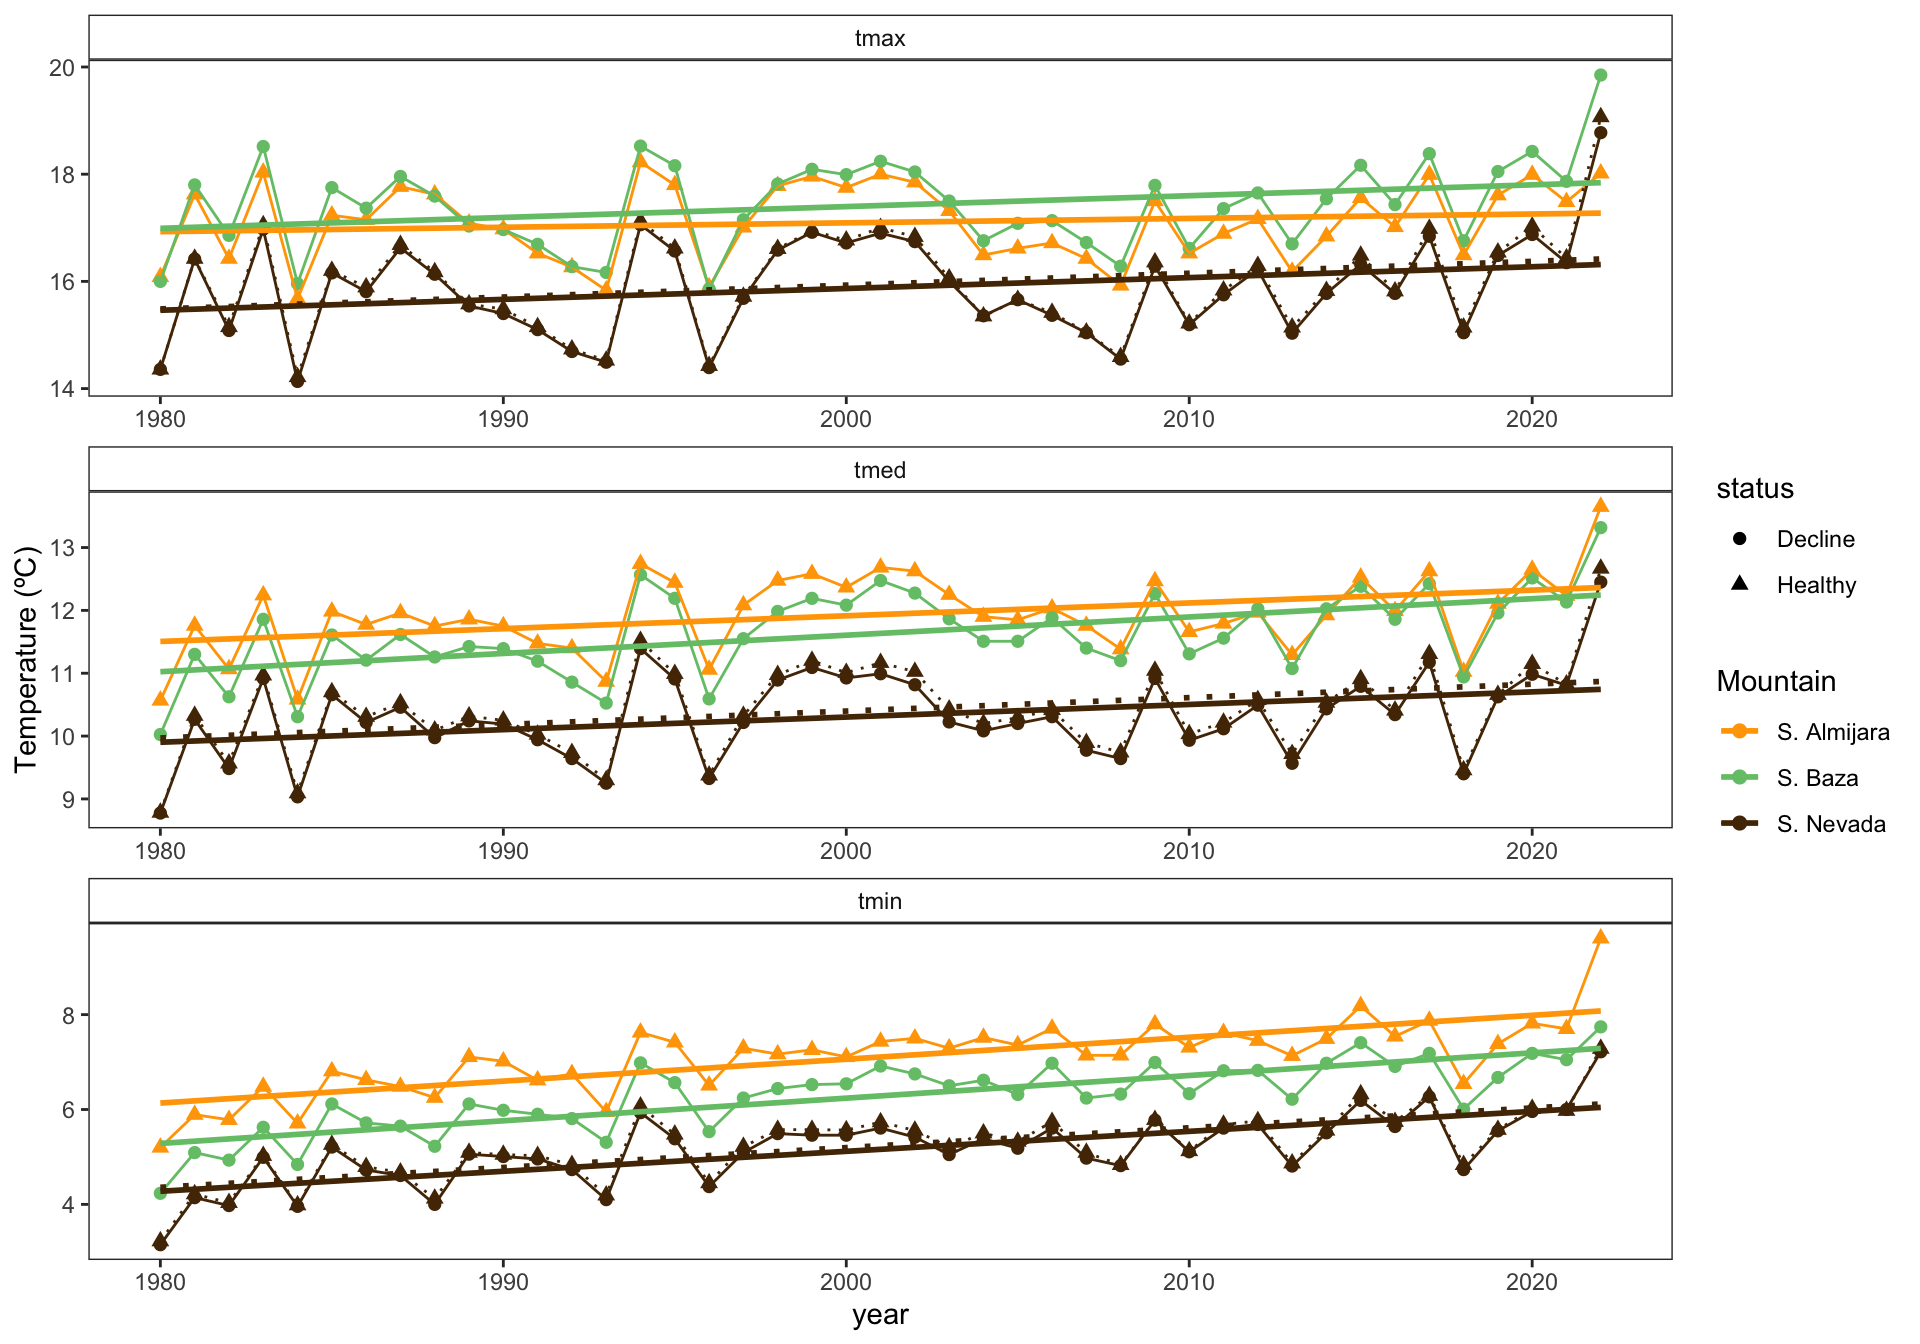 tmax
20
18
16
14
1980 1990 2000 2010 2020
tmed
13
12
11
10
9
1980 1990 2000 2010 2020
tmin
8
6
4
1980 1990 2000 2010 2020
year
Temperature (ºC)
status
Decline
Healthy
Mountain
S. Almijara
S. Baza
S. Nevada